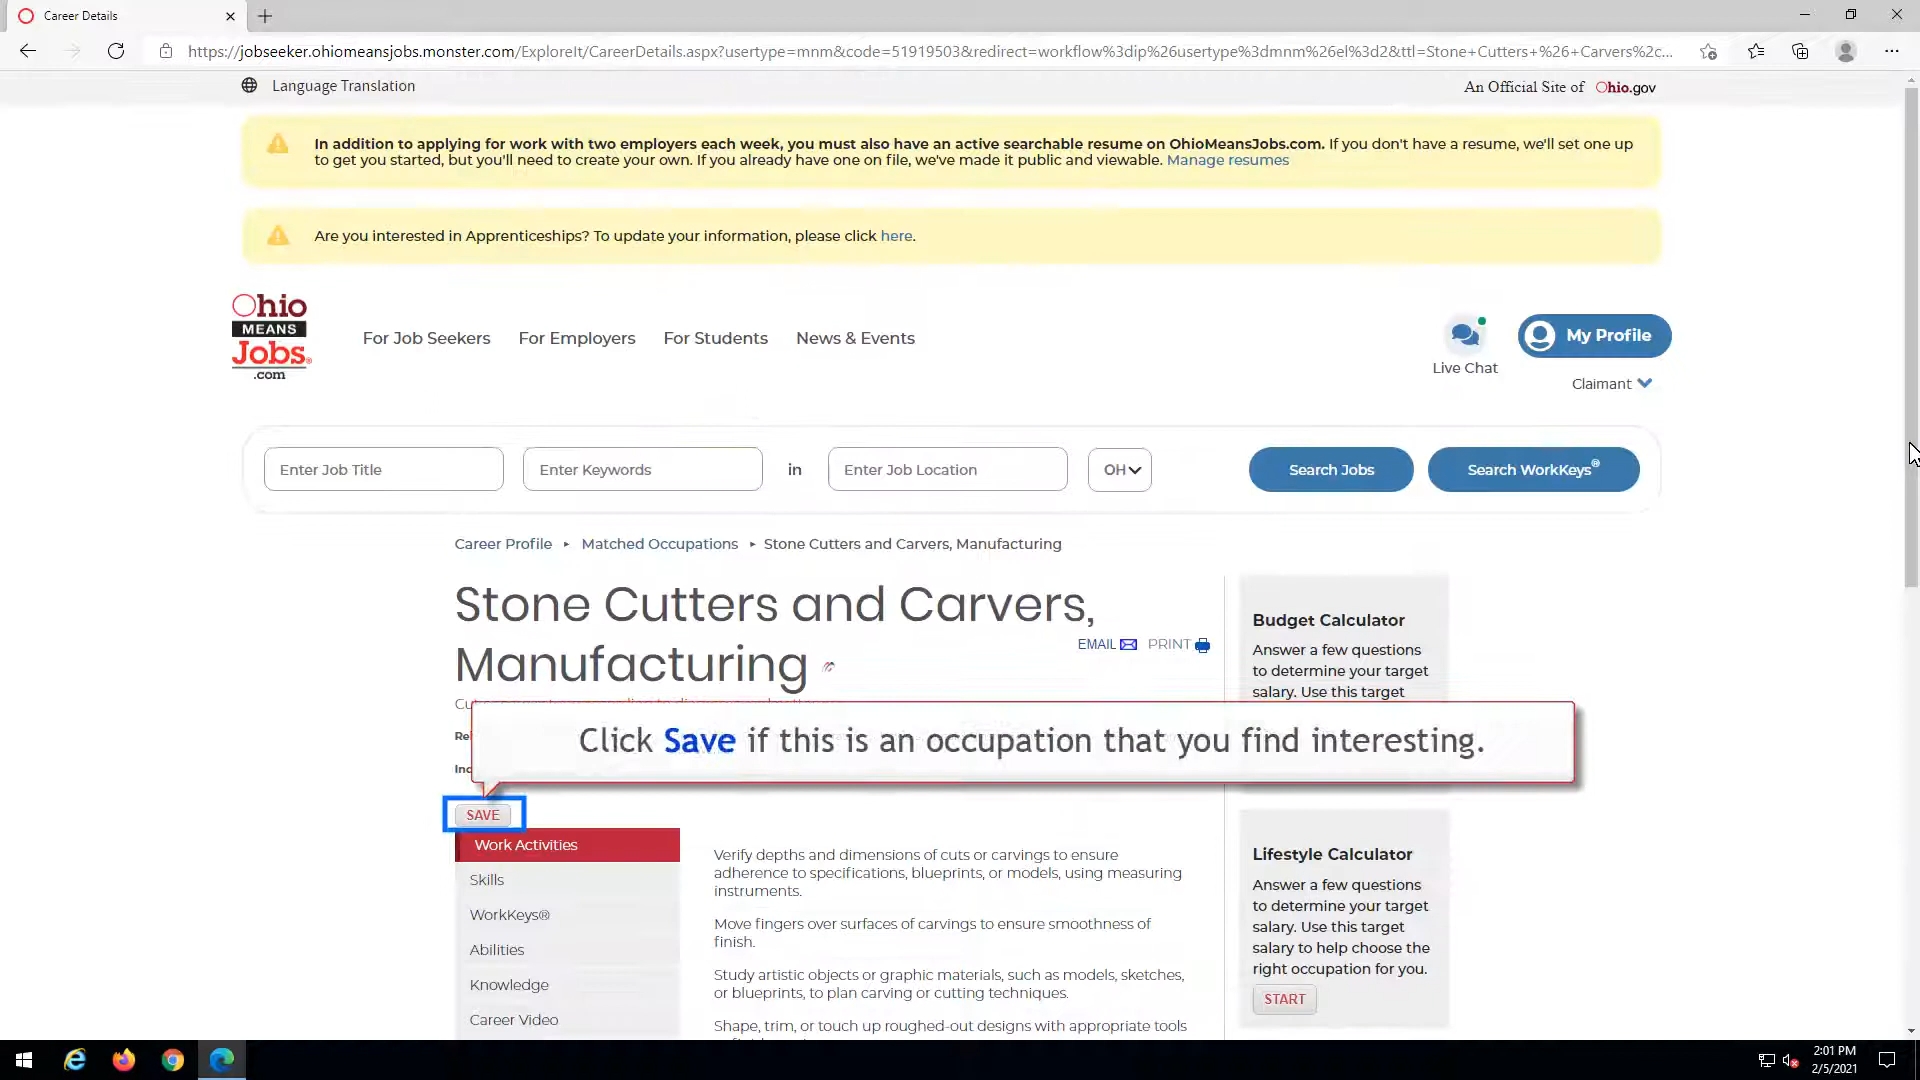 Career Details
https://jobseeker.ohiomeansjobs.monster.com/ExploreIt/CareerDetails.aspx?usertype=mnm&code=51919503&redirect=workflow%3dip%26usertype%3dmnm%26el%3d2&ttl=Stone+Cutters+%26+Carvers%2c...
Language Translation
An Official Site of Ohio.gov
In addition to applying for work with two employers each week, you must also have an active searchable resume on OhioMeansJobs.com. If you don't have a resume, we'll set one up
to get you started, but you'll need to create your own. If you already have one on file, we've made it public and viewable. Manage resumes
Are you interested in Apprenticeships? To update your information, please click here.
Ohio
MEANS
Jobs®
.com
For Job Seekers
For Employers
For Students
News & Events
Live Chat
My Profile
Claimant
Enter Job Title
Enter Keywords
in
Enter Job Location
OH
Search Jobs
Search WorkKeys®
Career Profile ▸ Matched Occupations ▸ Stone Cutters and Carvers, Manufacturing
Stone Cutters and Carvers,
Manufacturing
EMAIL
PRINT
Click Save if this is an occupation that you find interesting.
SAVE
Work Activities
Skills
WorkKeys®
Abilities
Knowledge
Career Video
Verify depths and dimensions of cuts or carvings to ensure
adherence to specifications, blueprints, or models, using measuring
instruments.
Move fingers over surfaces of carvings to ensure smoothness of
finish.
Study artistic objects or graphic materials, such as models, sketches,
or blueprints, to plan carving or cutting techniques.
Shape, trim, or touch up roughed-out designs with appropriate tools
Budget Calculator
Answer a few questions
to determine your target
salary. Use this target
Lifestyle Calculator
Answer a few questions
to determine your target
salary. Use this target
salary to help choose the
right occupation for you.
START
2:01 PM
2/5/2021